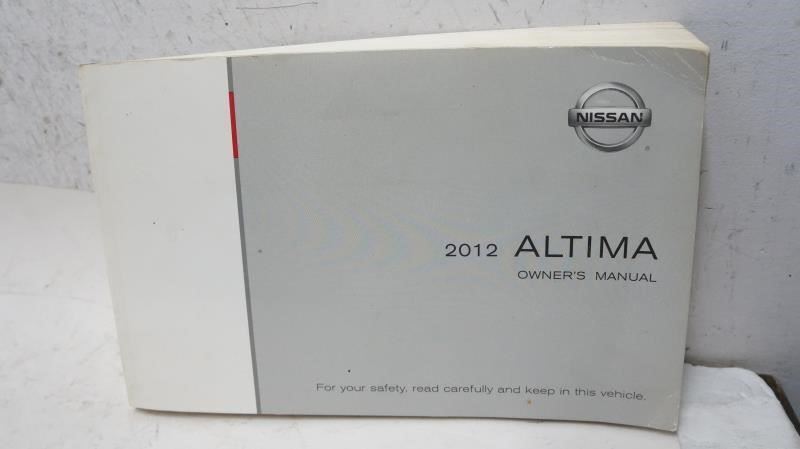 NISSAN
2012 ALTIMA
OWNER'S MANUAL
For your safety, read carefully and keep in this vehicle.